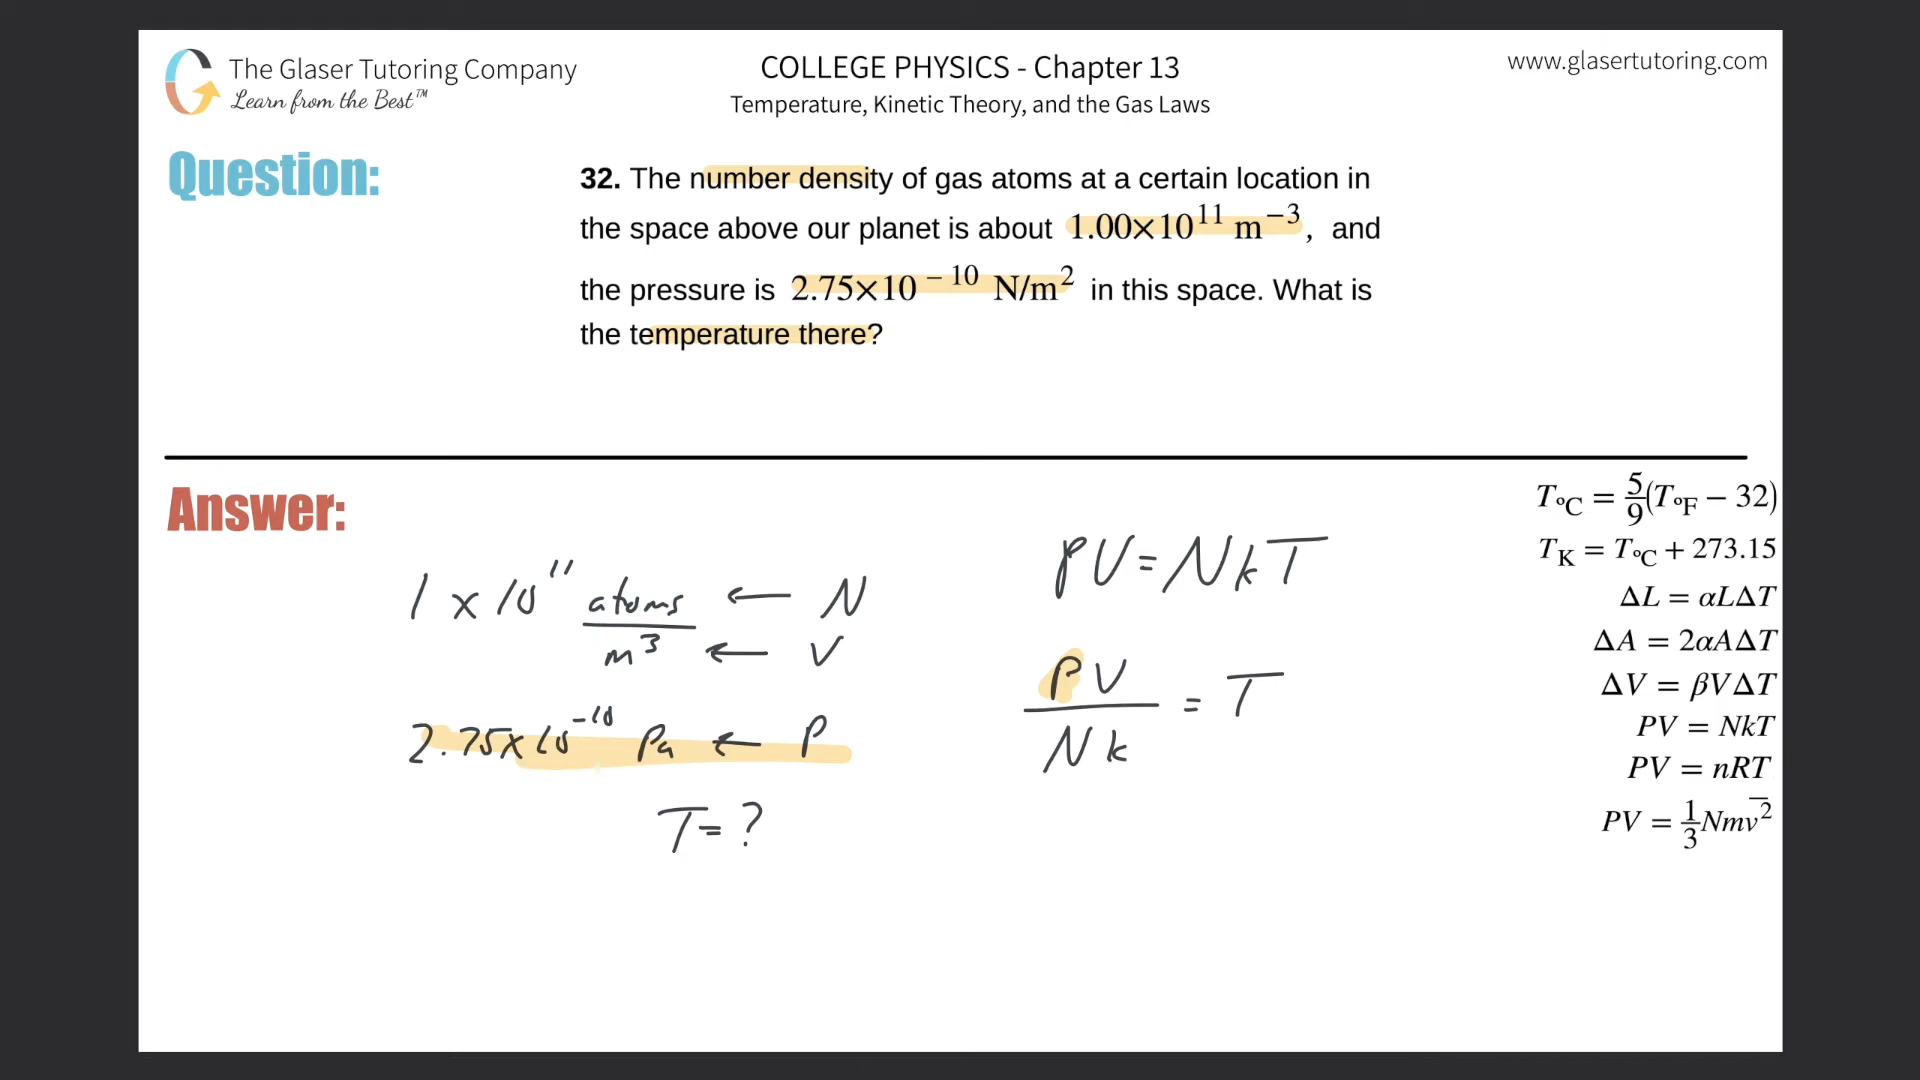 The Glaser Tutoring Company
Learn from the Best™
COLLEGE PHYSICS - Chapter 13
Temperature, Kinetic Theory, and the Gas Laws
www.glasertutoring.com
Question:
32. The number density of gas atoms at a certain location in
the space above our planet is about 1.00×10¹¹ m⁻³, and
the pressure is 2.75×10⁻¹⁰ N/m² in this space. What is
the temperature there?
Answer:
1 x 10¹¹ atoms/m³ ← N ← V
2.75x10⁻¹⁰ Pa ← P
T = ?
PV = NkT
PV/Nk = T
T°C = 5/9(T°F − 32)
TK = T°C + 273.15
ΔL = αLΔT
ΔA = 2αAΔT
ΔV = βVΔT
PV = NkT
PV = nRT
PV = 1/3Nmv̅²